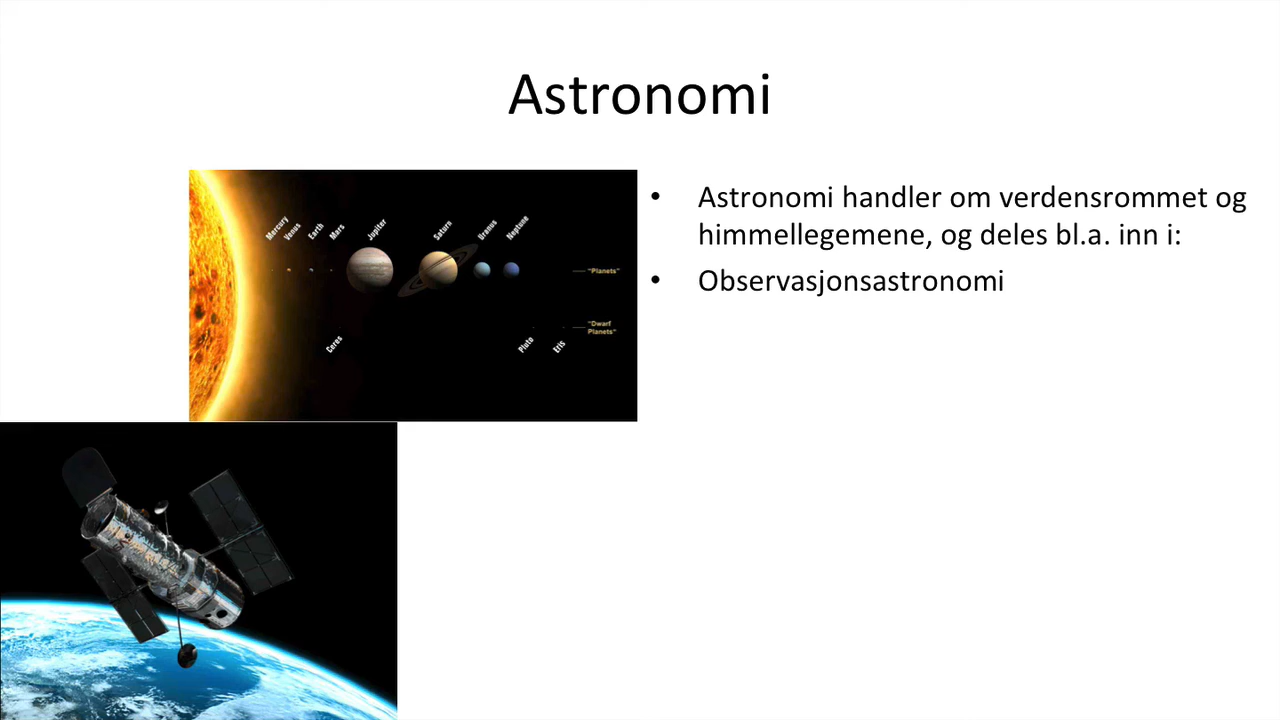 Astronomi
Mercury
Venus
Earth
Mars
Jupiter
Saturn
Uranus
Neptune
"Planets"
"Dwarf
Planets"
Ceres
Pluto
Eris
• Astronomi handler om verdensrommet og
himmellegemene, og deles bl.a. inn i:
• Observasjonsastronomi